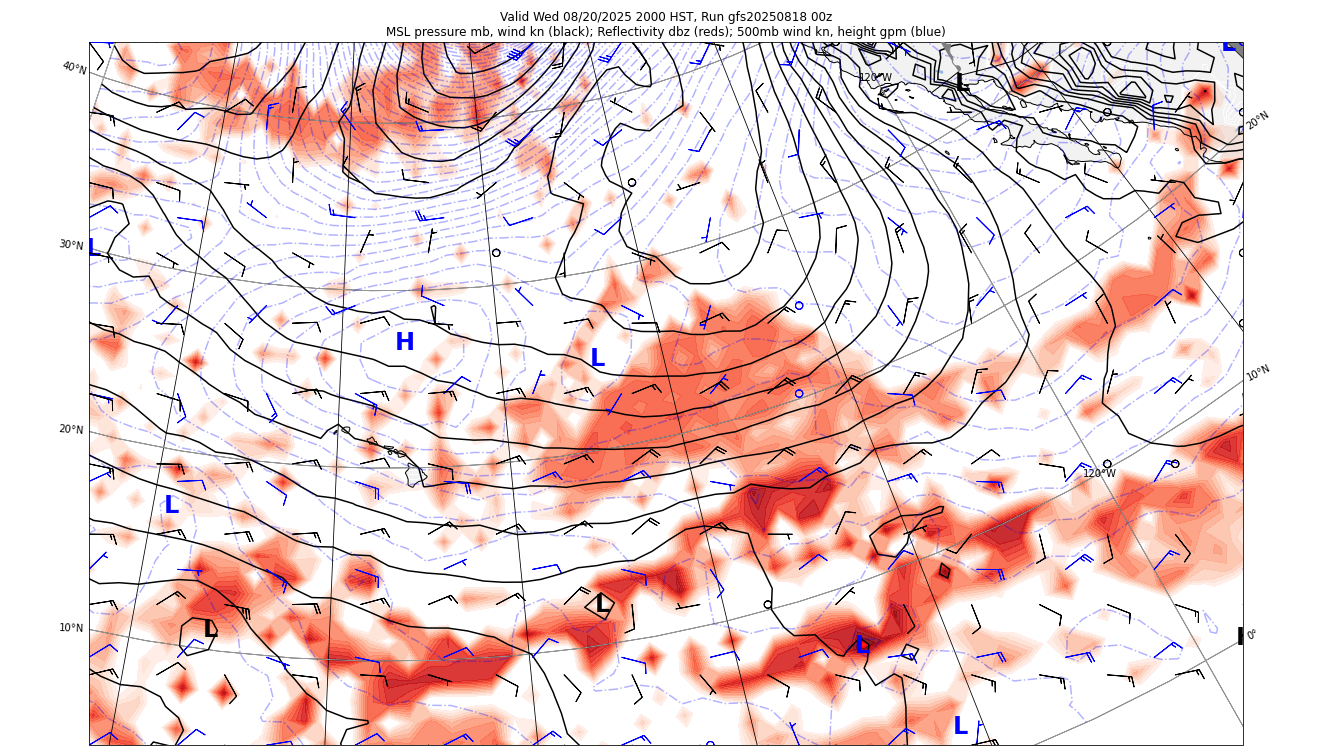 Valid Wed 08/20/2025 2000 HST, Run gfs20250818 00z
MSL pressure mb, wind kn (black); Reflectivity dbz (reds); 500mb wind kn, height gpm (blue)
40°N
120°W
L
20°N
30°N
L
H
L
10°N
20°N
120°W
L
L
10°N
L
L
0°
L